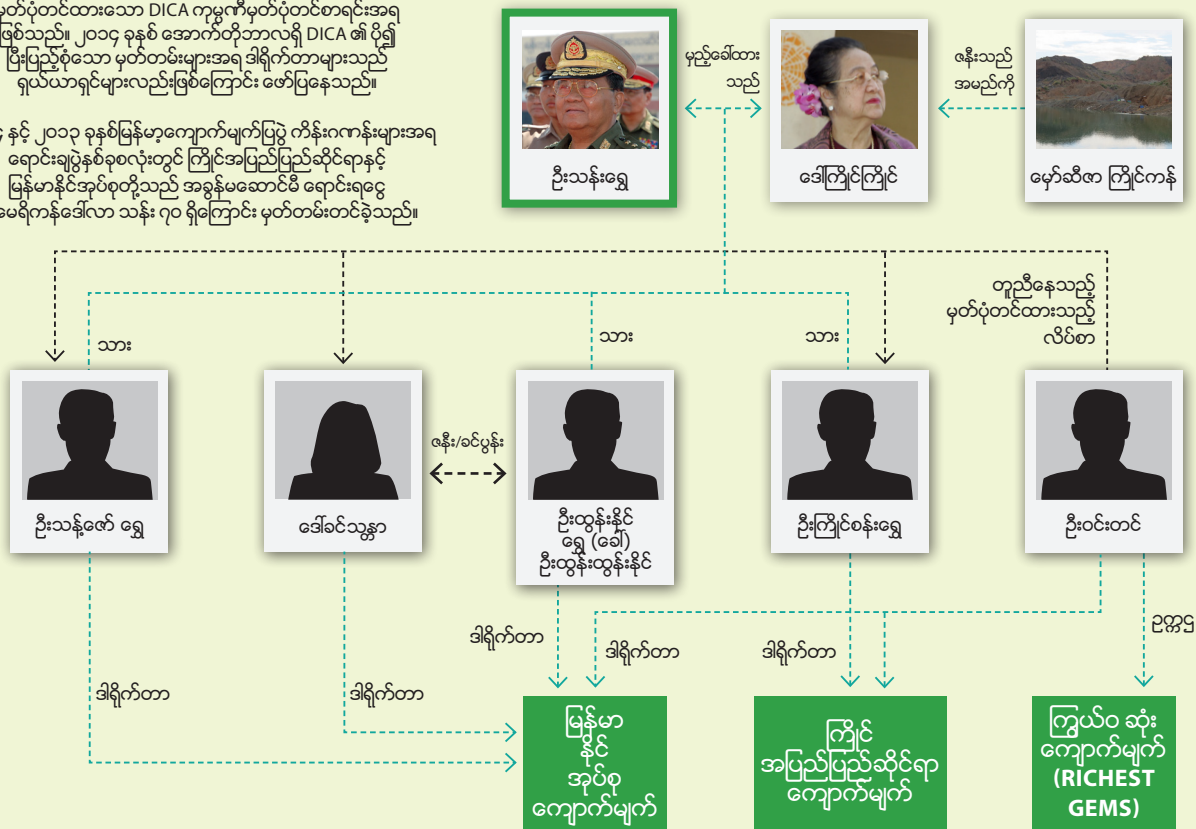 မှတ်ပုံတင်ထားသော DICA ကုမ္ပဏီမှတ်ပုံတင်စာရင်းအရ
ဖြစ်သည်။ ၂၀၁၄ ခုနှစ် အောက်တိုဘာလရှိ DICA ၏ ပို၍
ပြီးပြည့်စုံသော မှတ်တမ်းများအရ ဒါရိုက်တာများသည်
ရှယ်ယာရှင်များလည်းဖြစ်ကြောင်း ဖော်ပြနေသည်။
နှင့် ၂၀၁၃ ခုနှစ်မြန်မာ့ကျောက်မျက်ပြပွဲ ကိန်းဂဏန်းများအရ
ရောင်းချပွဲနှစ်ခုစလုံးတွင် ကြိုင်အပြည်ပြည်ဆိုင်ရာနှင့်
မြန်မာနိုင်အုပ်စုတို့သည် အခွန်မဆောင်မီ ရောင်းရငွေ
အမေရိကန်ဒေါ်လာ သန်း ၇၀ ရှိကြောင်း မှတ်တမ်းတင်ခဲ့သည်။
ဦးသန်းရွှေ
မှည့်ခေါ်ထား
သည်
ဒေါ်ကြိုင်ကြိုင်
ဇနီးသည်
အမည်ကို
မှော်ဆီဇာ ကြိုင်ကန်
တူညီနေသည့်
မှတ်ပုံတင်ထားသည့်
လိပ်စာ
သား
သား
သား
ဦးသန့်ဇော် ရွှေ
ဒေါ်ခင်သန္တာ
ဇနီး/ခင်ပွန်း
ဦးထွန်းနိုင်
ရွှေ (ခေါ်)
ဦးထွန်းထွန်းနိုင်
ဦးကြိုင်စန်းရွှေ
ဦးဝင်းတင်
ဒါရိုက်တာ
ဒါရိုက်တာ
ဒါရိုက်တာ
ဥက္ကဌ
ဒါရိုက်တာ
ဒါရိုက်တာ
မြန်မာ
နိုင်
အုပ်စု
ကျောက်မျက်
ကြိုင်
အပြည်ပြည်ဆိုင်ရာ
ကျောက်မျက်
ကြွယ်ဝ ဆုံး
ကျောက်မျက်
(RICHEST
GEMS)